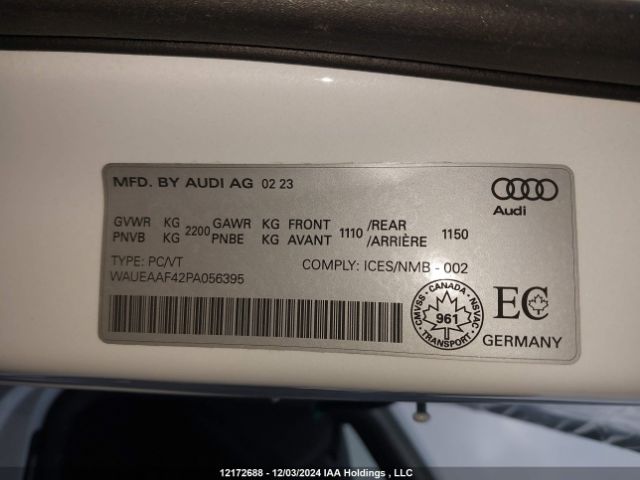 MFD. BY AUDI AG 02 23
Audi
GVWR KG 2200 GAWR KG FRONT 1110 /REAR 1150
PNVB KG PNBE KG AVANT /ARRIÈRE
TYPE: PC/VT COMPLY: ICES/NMB - 002
WAUEAAF42PA056395
CMVSS - CANADA - NSVAC
961
TRANSPORT
EC
GERMANY
12172688 - 12/03/2024 IAA Holdings , LLC